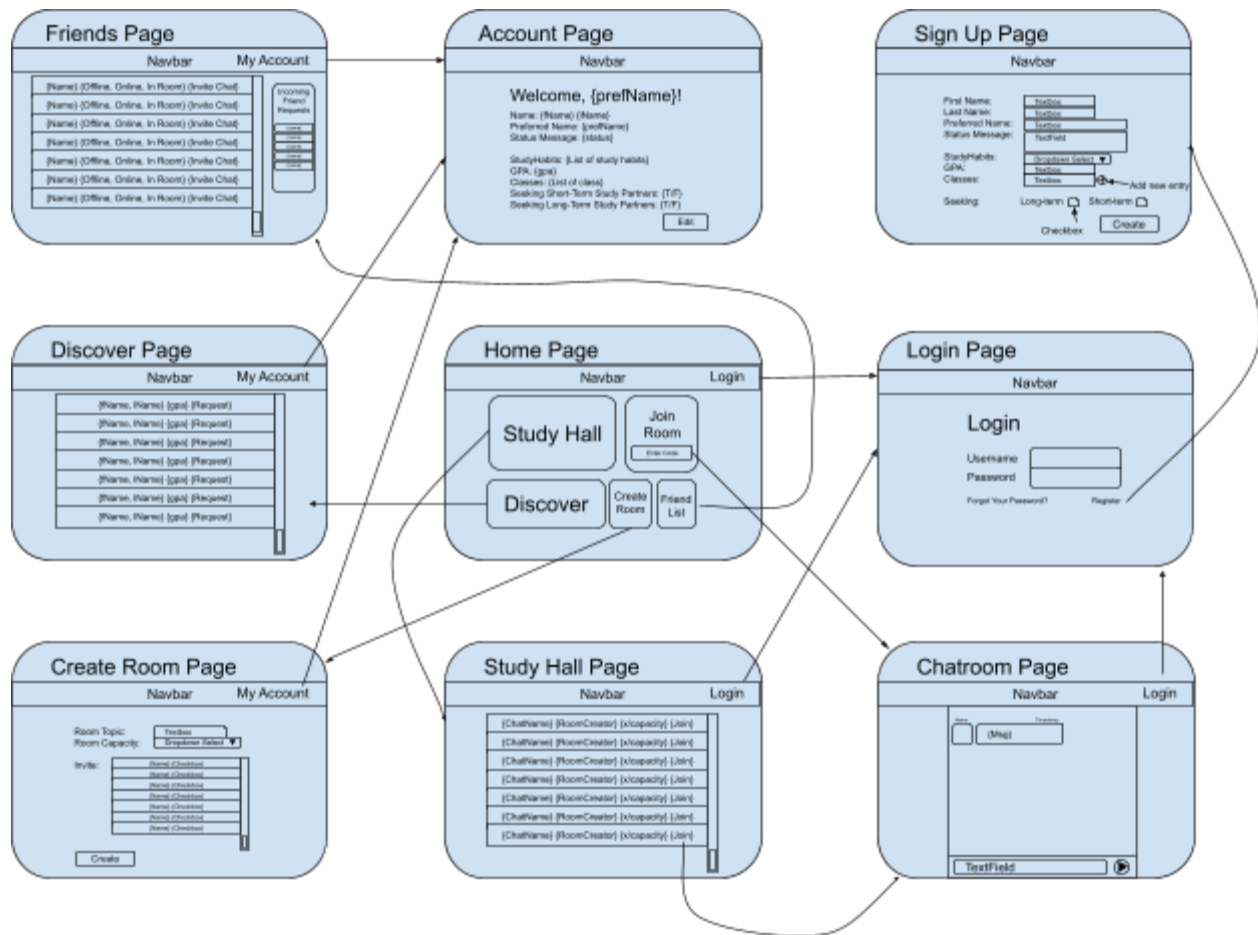 Friends Page
Navbar My Account
{Name} {Offline, Online, In Room} {Invite Chat}
{Name} {Offline, Online, In Room} {Invite Chat}
{Name} {Offline, Online, In Room} {Invite Chat}
{Name} {Offline, Online, In Room} {Invite Chat}
{Name} {Offline, Online, In Room} {Invite Chat}
{Name} {Offline, Online, In Room} {Invite Chat}
{Name} {Offline, Online, In Room} {Invite Chat}
Incoming
Friend
Requests
Account Page
Navbar
Welcome, {prefName}!
Name: {fName} {lName}
Preferred Name: {prefName}
Status Message: {status}
StudyHabits: {List of study habits}
GPA: {gpa}
Classes: {List of class}
Seeking Short-Term Study Partners: {T/F}
Seeking Long-Term Study Partners: {T/F}
Edit
Sign Up Page
Navbar
First Name: Textbox
Last Name: Textbox
Preferred Name: Textbox
Status Message: TextField
StudyHabits: Dropdown Select
GPA: Textbox
Classes: Textbox
Add new entry
Seeking: Long-term Short-term
Checkbox
Create
Discover Page
Navbar My Account
{fName, lName} {gpa} {Request}
{fName, lName} {gpa} {Request}
{fName, lName} {gpa} {Request}
{fName, lName} {gpa} {Request}
{fName, lName} {gpa} {Request}
{fName, lName} {gpa} {Request}
{fName, lName} {gpa} {Request}
Home Page
Navbar Login
Study Hall
Join
Room
Enter Code
Discover
Create
Room
Friend
List
Login Page
Navbar
Login
Username
Password
Forgot Your Password? Register
Create Room Page
Navbar My Account
Room Topic: Textbox
Room Capacity: Dropdown Select
Invite:
{Name} {Checkbox}
{Name} {Checkbox}
{Name} {Checkbox}
{Name} {Checkbox}
{Name} {Checkbox}
{Name} {Checkbox}
{Name} {Checkbox}
Create
Study Hall Page
Navbar Login
{ChatName} {RoomCreator} {x/capacity} {Join}
{ChatName} {RoomCreator} {x/capacity} {Join}
{ChatName} {RoomCreator} {x/capacity} {Join}
{ChatName} {RoomCreator} {x/capacity} {Join}
{ChatName} {RoomCreator} {x/capacity} {Join}
{ChatName} {RoomCreator} {x/capacity} {Join}
{ChatName} {RoomCreator} {x/capacity} {Join}
Chatroom Page
Navbar Login
Name Timestamp
{Msg}
TextField